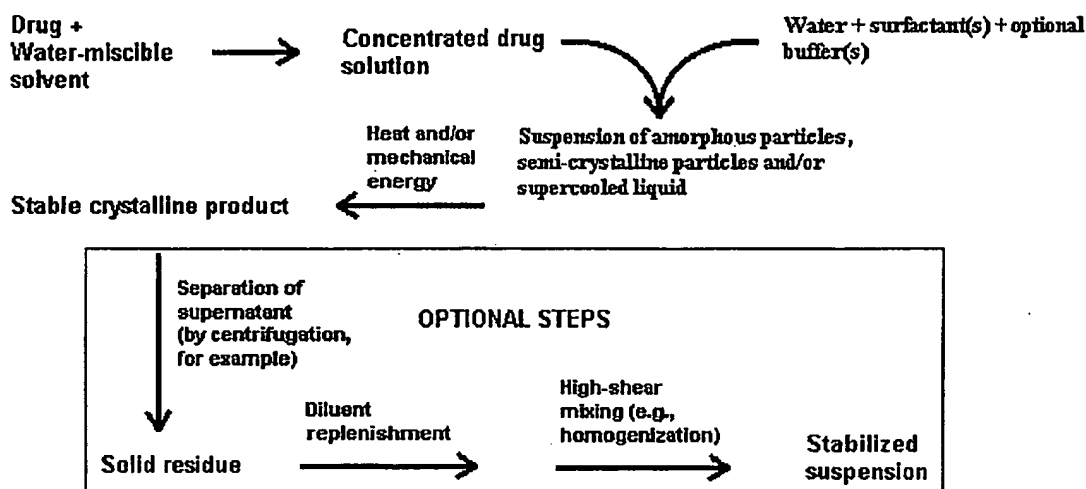 Drug +
Water-miscible
solvent
Concentrated drug
solution
Water + surfactant(s) + optional
buffer(s)
Heat and/or
mechanical
energy
Suspension of amorphous particles,
semi-crystalline particles and/or
supercooled liquid
Stable crystalline product
Separation of
supernatant
(by centrifugation,
for example)
OPTIONAL STEPS
Diluent
replenishment
High-shear
mixing (e.g.,
homogenization)
Solid residue
Stabilized
suspension